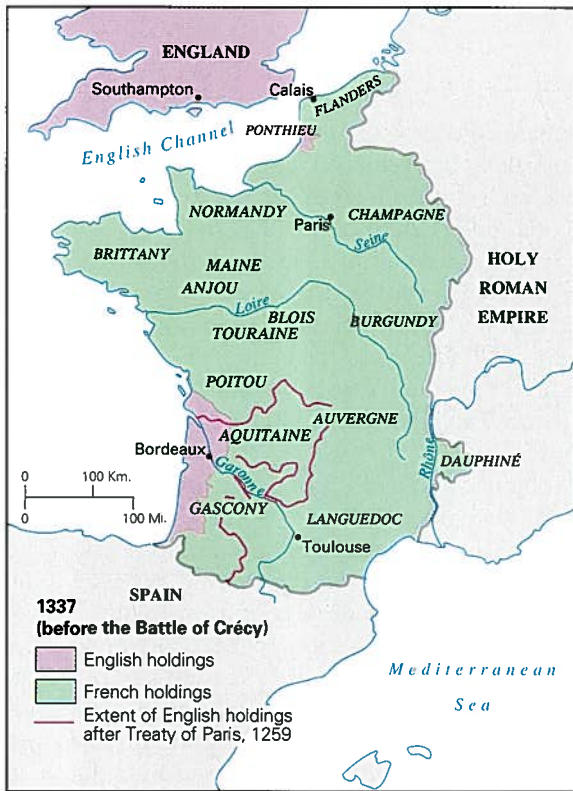 ENGLAND
Southampton
Calais
FLANDERS
English Channel
PONTHIEU
NORMANDY
Paris
CHAMPAGNE
Seine
BRITTANY
MAINE
ANJOU
HOLY
ROMAN
EMPIRE
Loire
BLOIS
TOURAINE
BURGUNDY
POITOU
AUVERGNE
AQUITAINE
Bordeaux
Garonne
Rhône
DAUPHINÉ
0 100 Km.
0 100 Mi.
GASCONY
LANGUEDOC
Toulouse
SPAIN
Mediterranean
Sea
1337
(before the Battle of Crécy)
English holdings
French holdings
Extent of English holdings
after Treaty of Paris, 1259